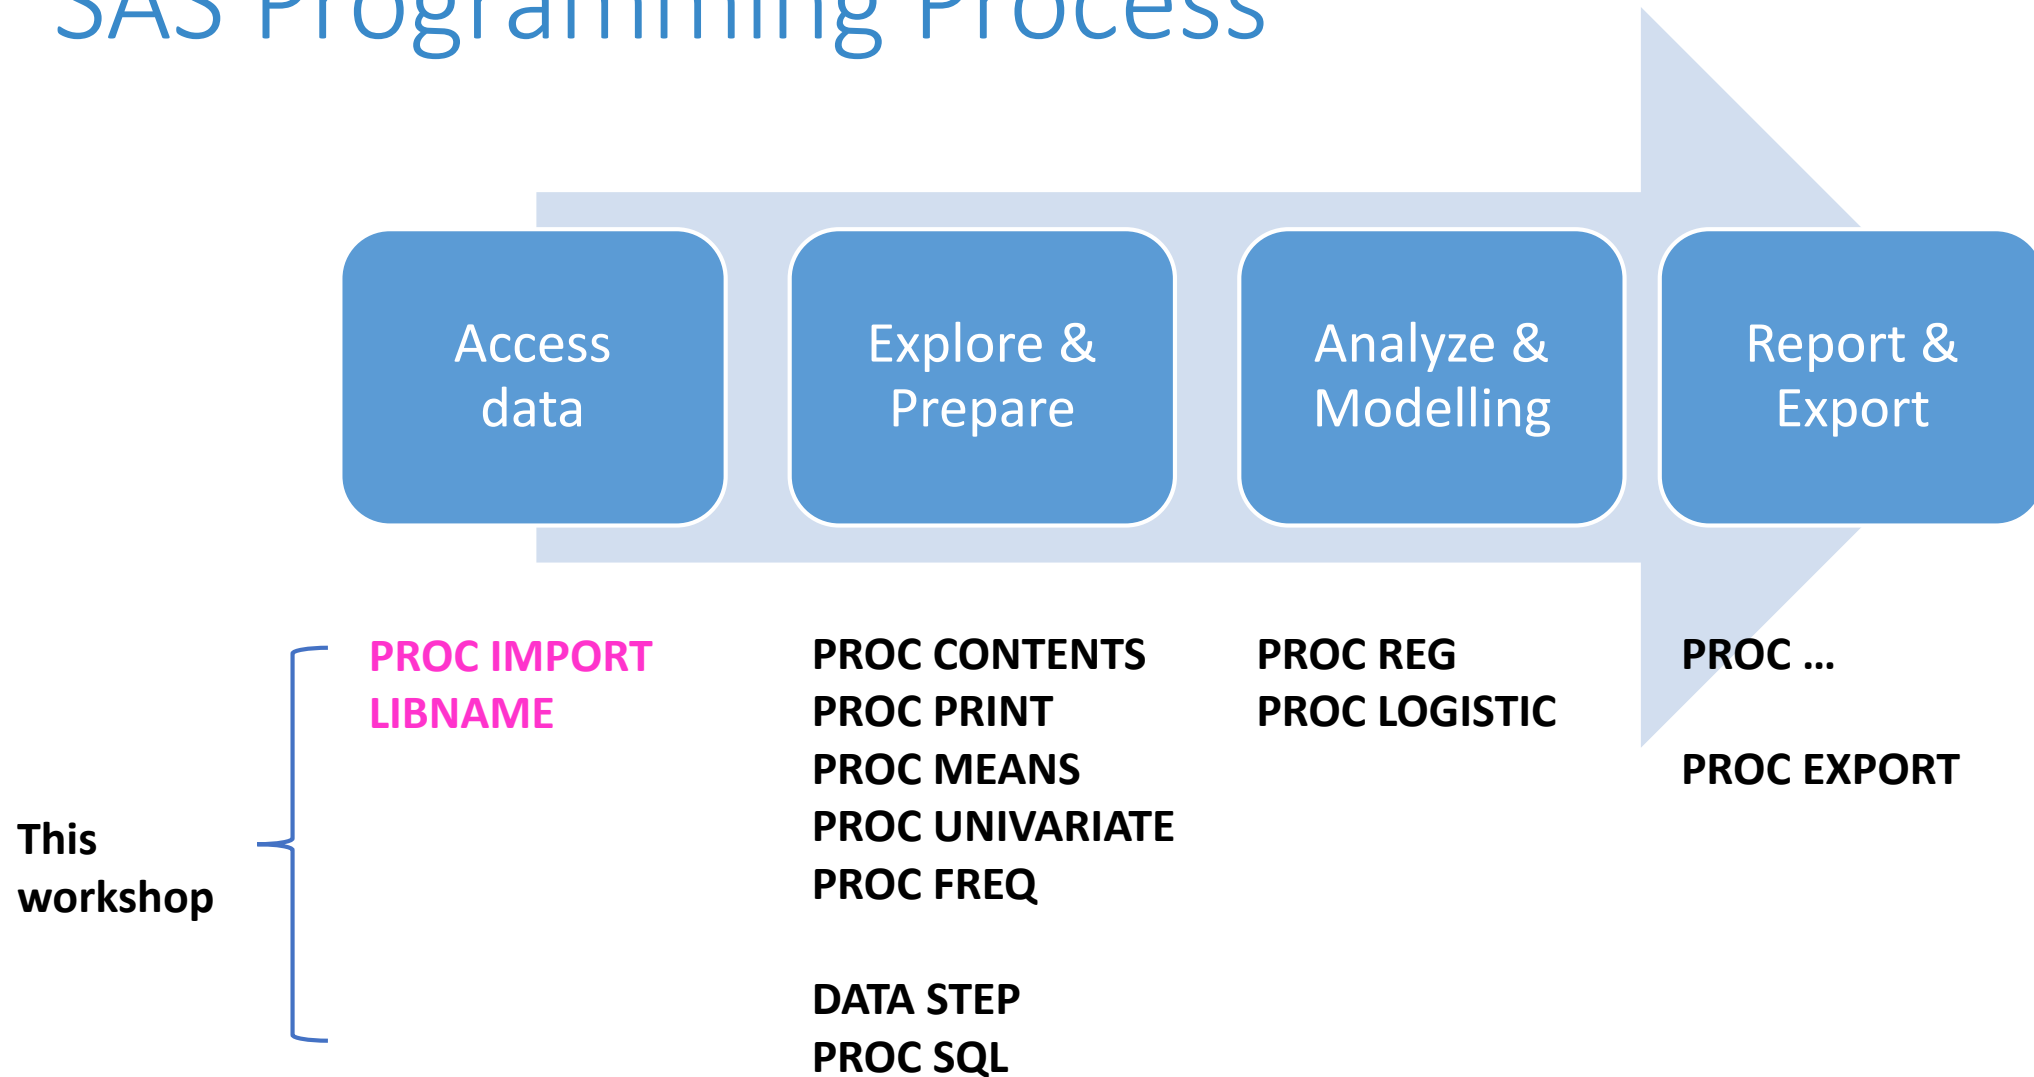 SAS Programming Process
Access
data
Explore &
Prepare
Analyze &
Modelling
Report &
Export
This
workshop
PROC IMPORT
LIBNAME
PROC CONTENTS
PROC PRINT
PROC MEANS
PROC UNIVARIATE
PROC FREQ
DATA STEP
PROC SQL
PROC REG
PROC LOGISTIC
PROC ...
PROC EXPORT